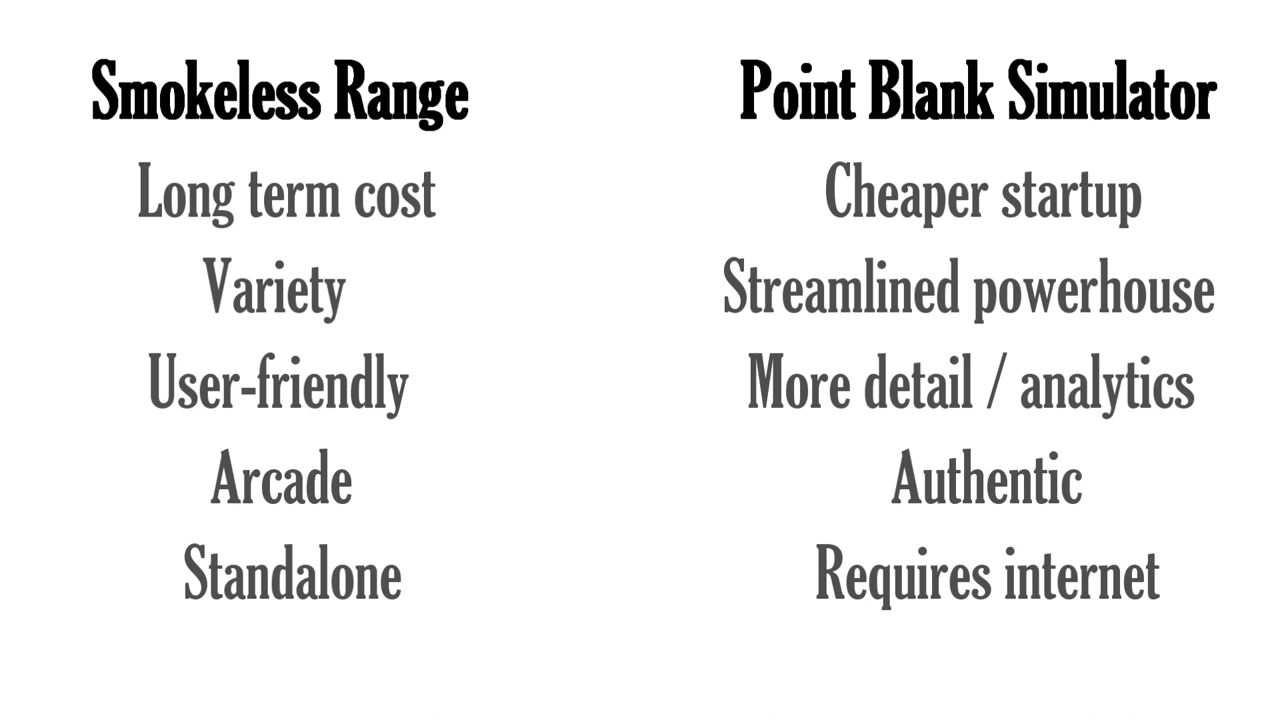 Smokeless Range
Long term cost
Variety
User-friendly
Arcade
Standalone
Point Blank Simulator
Cheaper startup
Streamlined powerhouse
More detail / analytics
Authentic
Requires internet